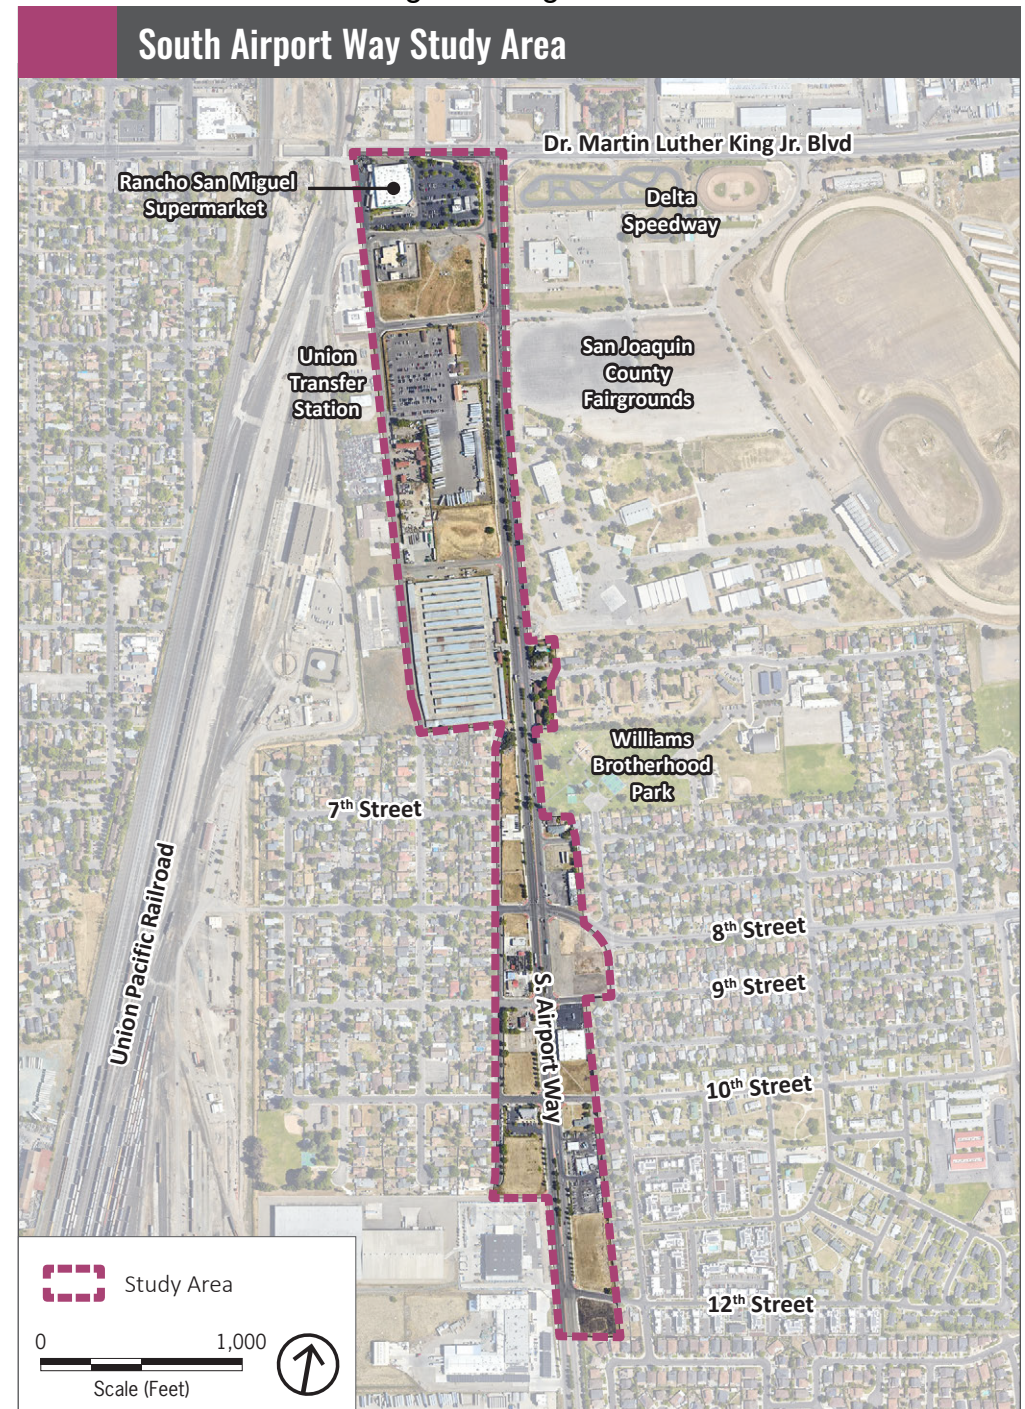 South Airport Way Study Area
Dr. Martin Luther King Jr. Blvd
Rancho San Miguel
Supermarket
Delta
Speedway
Union
Transfer
Station
San Joaquin
County
Fairgrounds
Williams
Brotherhood
Park
7th Street
Union Pacific Railroad
8th Street
9th Street
S. Airport Way
10th Street
12th Street
Study Area
0 1,000
Scale (Feet)